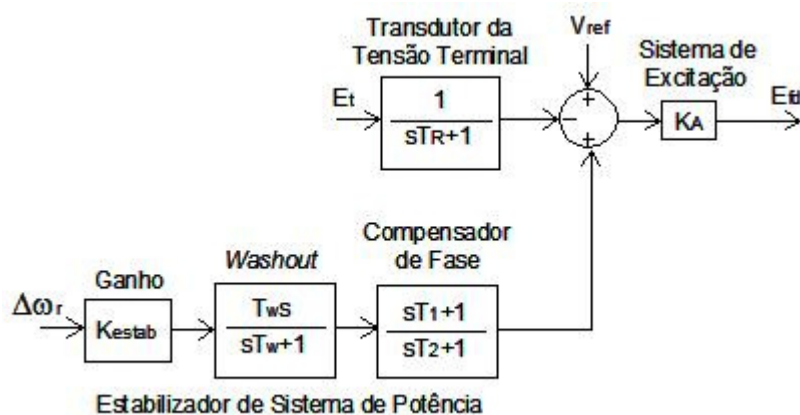 Transdutor da
Tensão Terminal
Vref
Sistema de
Excitação
Et
1
sTR+1
+
−
+
KA
Efd
Compensador
de Fase
Washout
Ganho
Δωr
Kestab
Tws
sTw+1
sT1+1
sT2+1
Estabilizador de Sistema de Potência